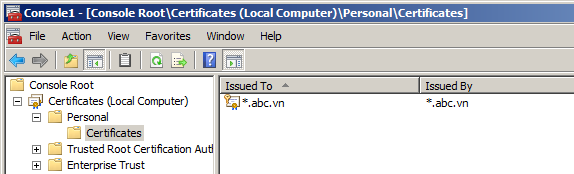 Console1 - [Console Root\Certificates (Local Computer)\Personal\Certificates]
File Action View Favorites Window Help
Console Root
Certificates (Local Computer)
Personal
Certificates
Trusted Root Certification Aut
Enterprise Trust
Issued To Issued By
*.abc.vn *.abc.vn